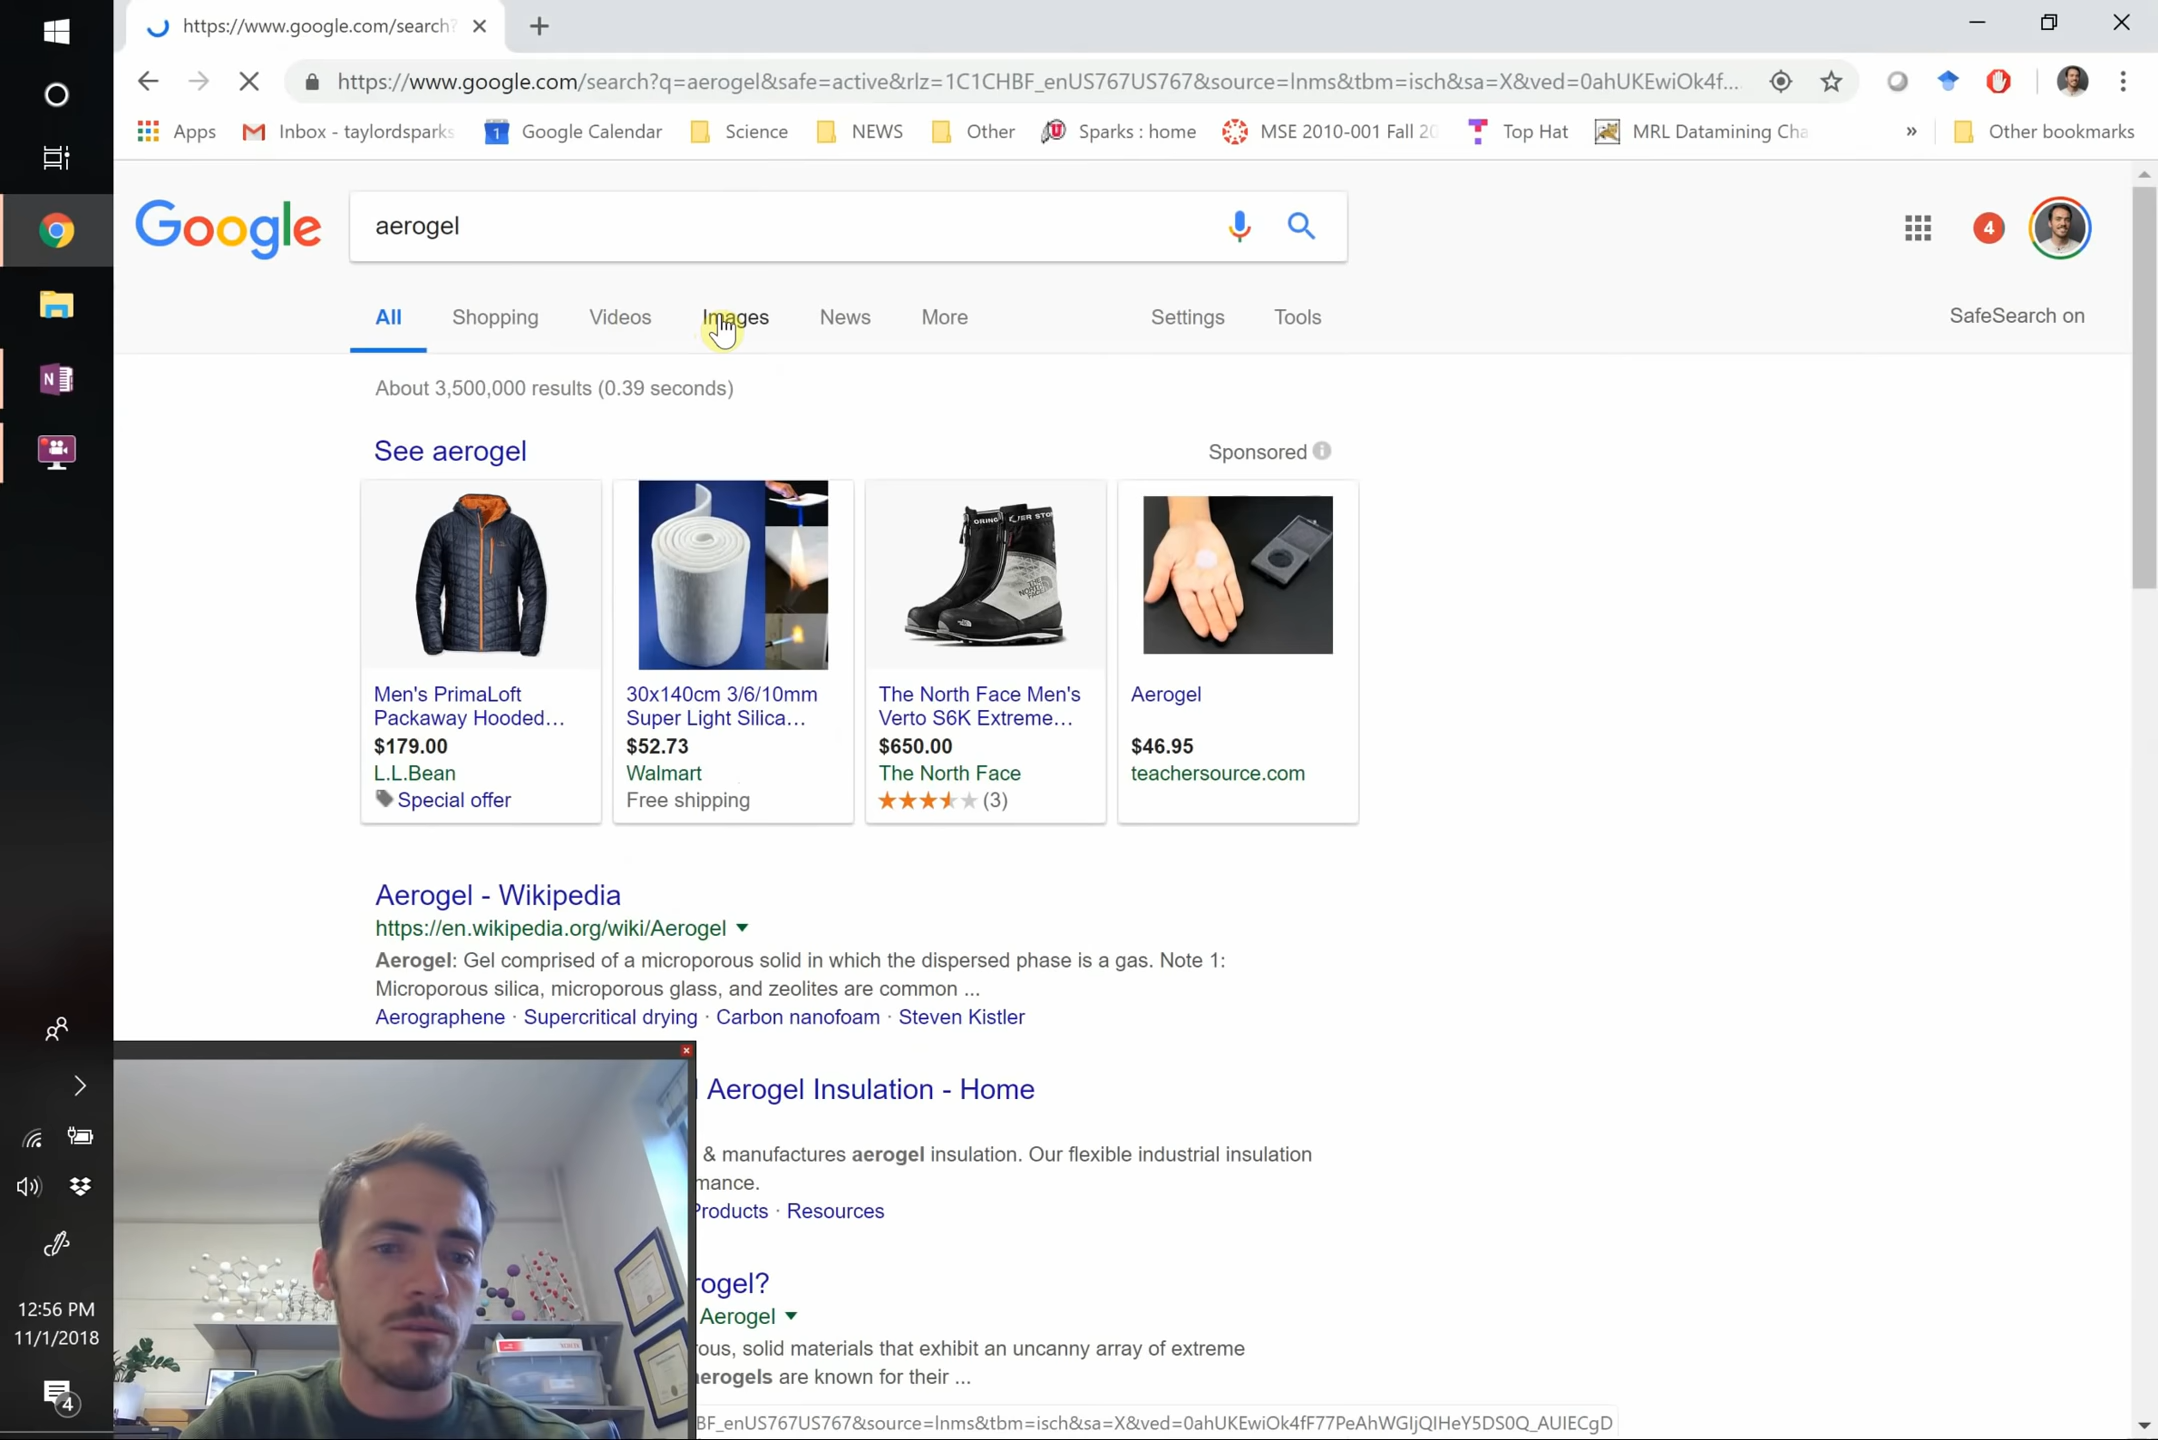 https://www.google.com/search?
https://www.google.com/search?q=aerogel&safe=active&rlz=1C1CHBF_enUS767US767&source=lnms&tbm=isch&sa=X&ved=0ahUKEwiOk4f...
Apps
Inbox - taylordsparks
1
Google Calendar
Science
NEWS
Other
Sparks : home
MSE 2010-001 Fall 20
Top Hat
MRL Datamining Cha
»
Other bookmarks
Google
aerogel
4
All
Shopping
Videos
Images
News
More
Settings
Tools
SafeSearch on
About 3,500,000 results (0.39 seconds)
See aerogel
Sponsored
Men's PrimaLoft
Packaway Hooded...
$179.00
L.L.Bean
Special offer
30x140cm 3/6/10mm
Super Light Silica...
$52.73
Walmart
Free shipping
The North Face Men's
Verto S6K Extreme...
$650.00
The North Face
(3)
Aerogel
$46.95
teachersource.com
Aerogel - Wikipedia
https://en.wikipedia.org/wiki/Aerogel
Aerogel: Gel comprised of a microporous solid in which the dispersed phase is a gas. Note 1:
Microporous silica, microporous glass, and zeolites are common ...
Aerographene · Supercritical drying · Carbon nanofoam · Steven Kistler
Aerogel Insulation - Home
& manufactures aerogel insulation. Our flexible industrial insulation
mance.
Products · Resources
rogel?
Aerogel
rous, solid materials that exhibit an uncanny array of extreme
aerogels are known for their ...
BF_enUS767US767&source=lnms&tbm=isch&sa=X&ved=0ahUKEwiOk4fF77PeAhWGIjQIHeY5DS0Q_AUIECgD
N
12:56 PM
11/1/2018
4